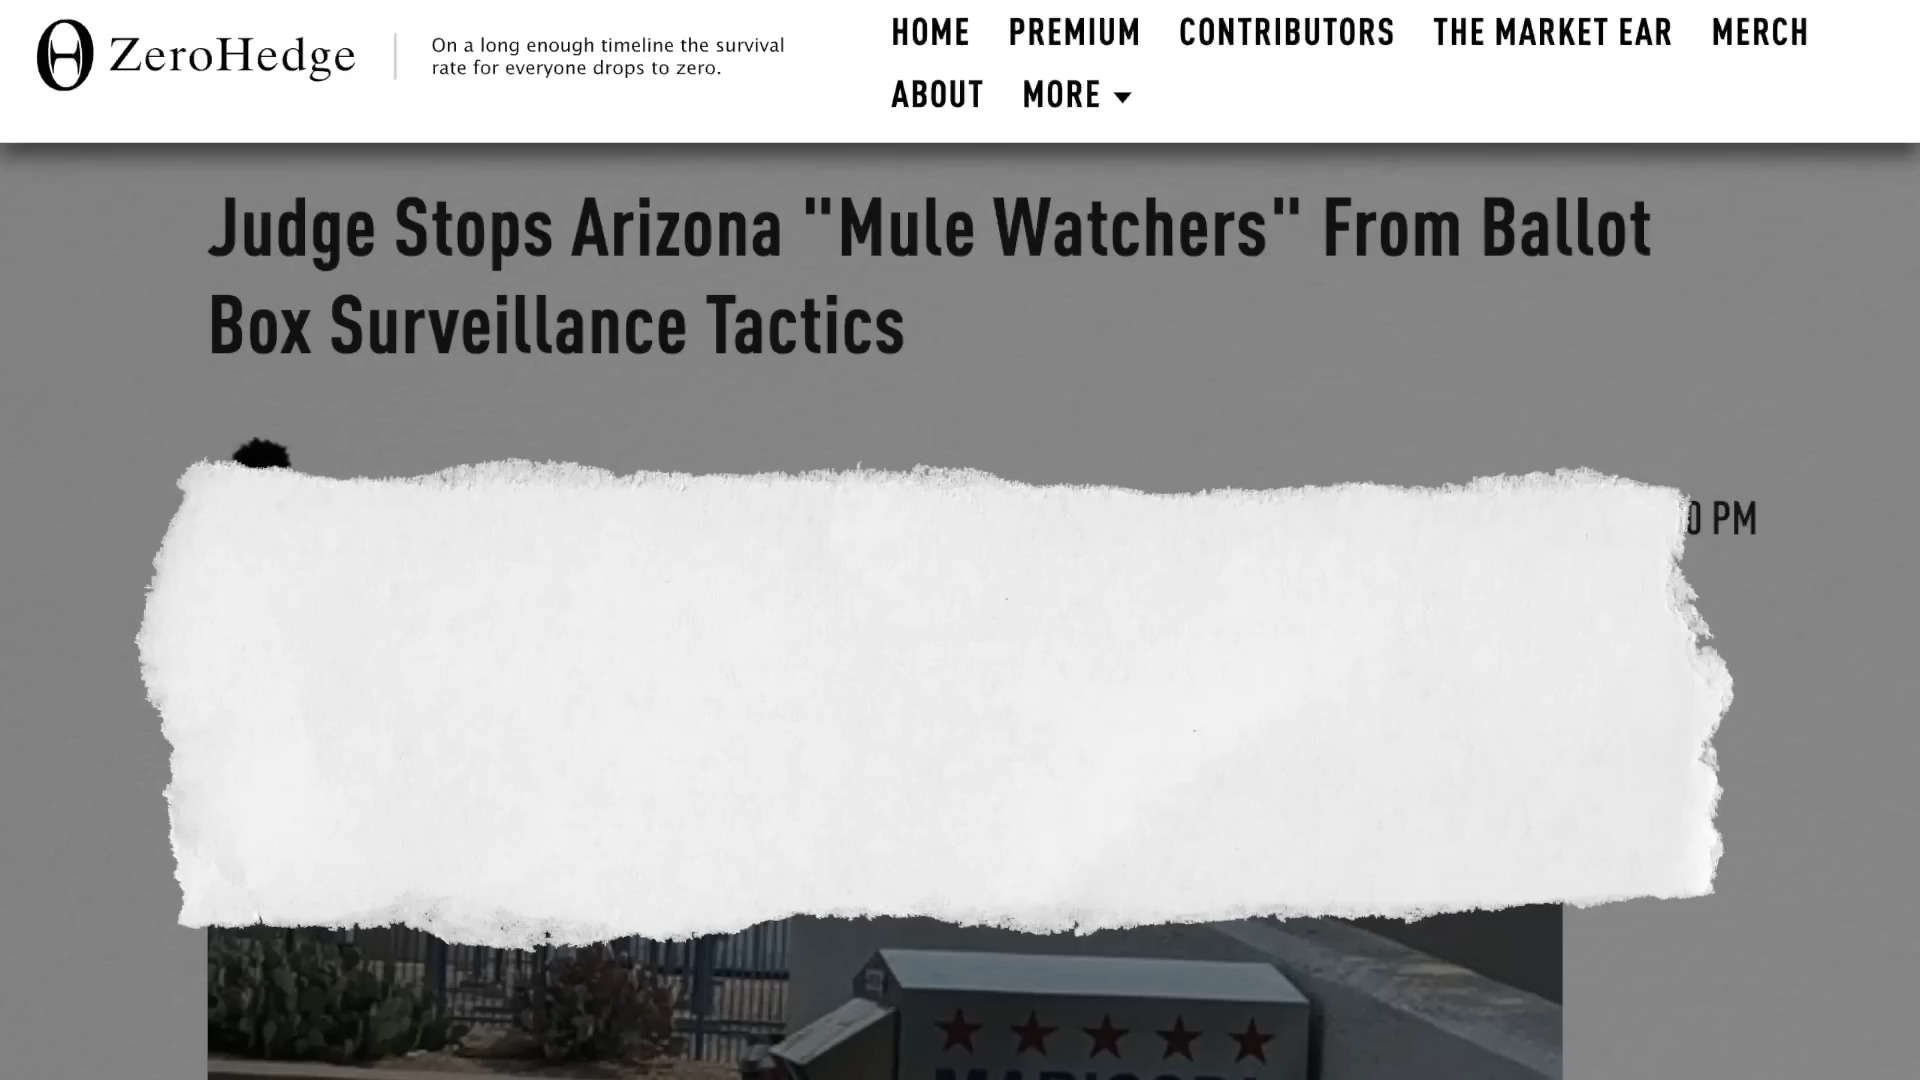 ZeroHedge
On a long enough timeline the survival
rate for everyone drops to zero.
HOME PREMIUM CONTRIBUTORS THE MARKET EAR MERCH
ABOUT MORE
Judge Stops Arizona "Mule Watchers" From Ballot
Box Surveillance Tactics
0 PM